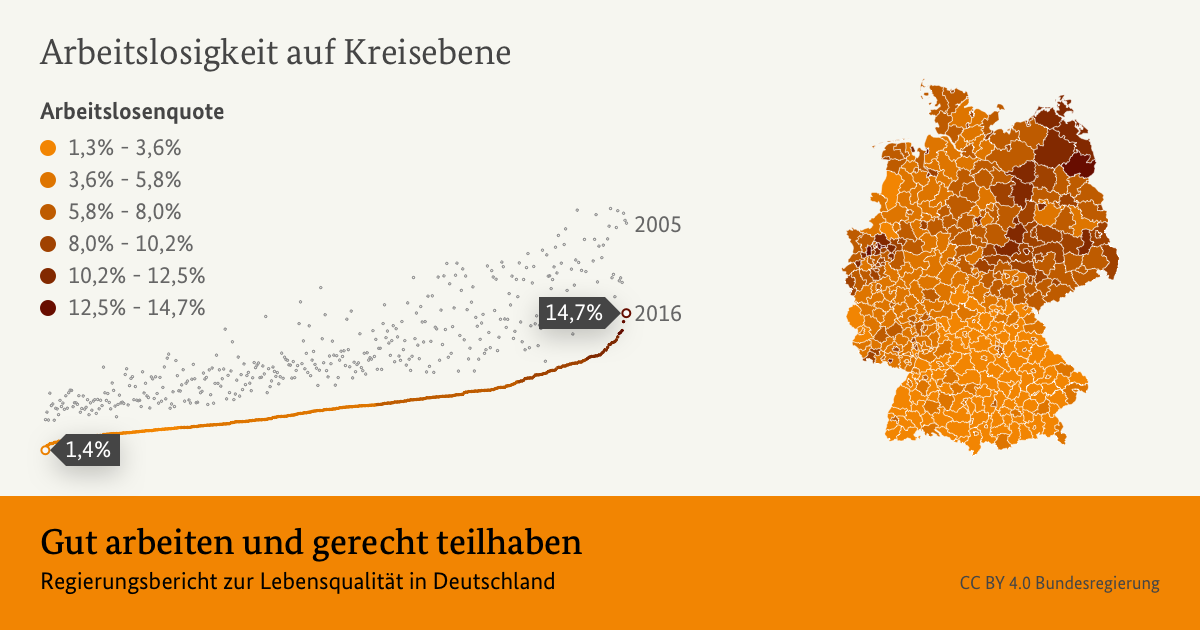 Arbeitslosigkeit auf Kreisebene
Arbeitslosenquote
1,3% - 3,6%
3,6% - 5,8%
5,8% - 8,0%
8,0% - 10,2%
10,2% - 12,5%
12,5% - 14,7%
2005
14,7%
2016
1,4%
Gut arbeiten und gerecht teilhaben
Regierungsbericht zur Lebensqualität in Deutschland
CC BY 4.0 Bundesregierung